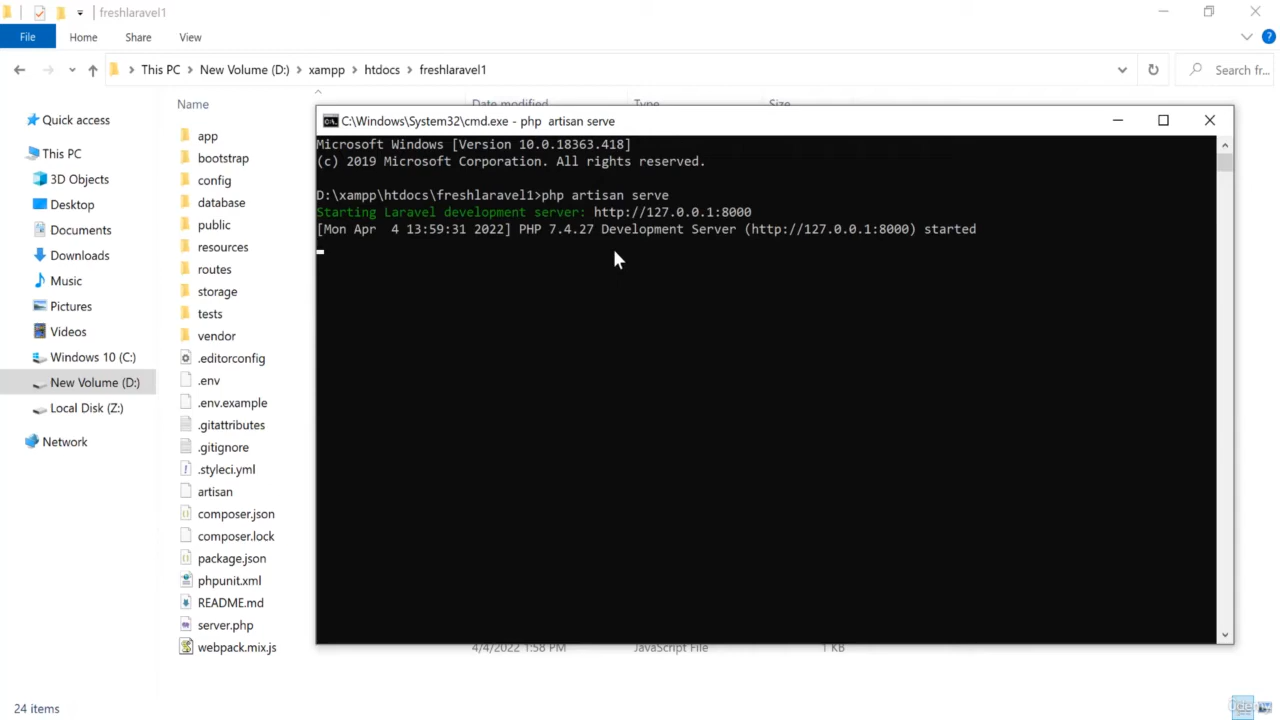 freshlaravel1
File
Home
Share
View
This PC
New Volume (D:)
xampp
htdocs
freshlaravel1
Search fr...
Quick access
This PC
3D Objects
Desktop
Documents
Downloads
Music
Pictures
Videos
Windows 10 (C:)
New Volume (D:)
Local Disk (Z:)
Network
Name
Date modified
Type
Size
app
bootstrap
config
database
public
resources
routes
storage
tests
vendor
.editorconfig
.env
.env.example
.gitattributes
.gitignore
.styleci.yml
artisan
composer.json
composer.lock
package.json
phpunit.xml
README.md
server.php
webpack.mix.js
4/4/2022 1:58 PM
JavaScript File
1 KB
C:\Windows\System32\cmd.exe - php  artisan serve
Microsoft Windows [Version 10.0.18363.418]
(c) 2019 Microsoft Corporation. All rights reserved.
D:\xampp\htdocs\freshlaravel1>php artisan serve
Starting Laravel development server: http://127.0.0.1:8000
[Mon Apr  4 13:59:31 2022] PHP 7.4.27 Development Server (http://127.0.0.1:8000) started
24 items